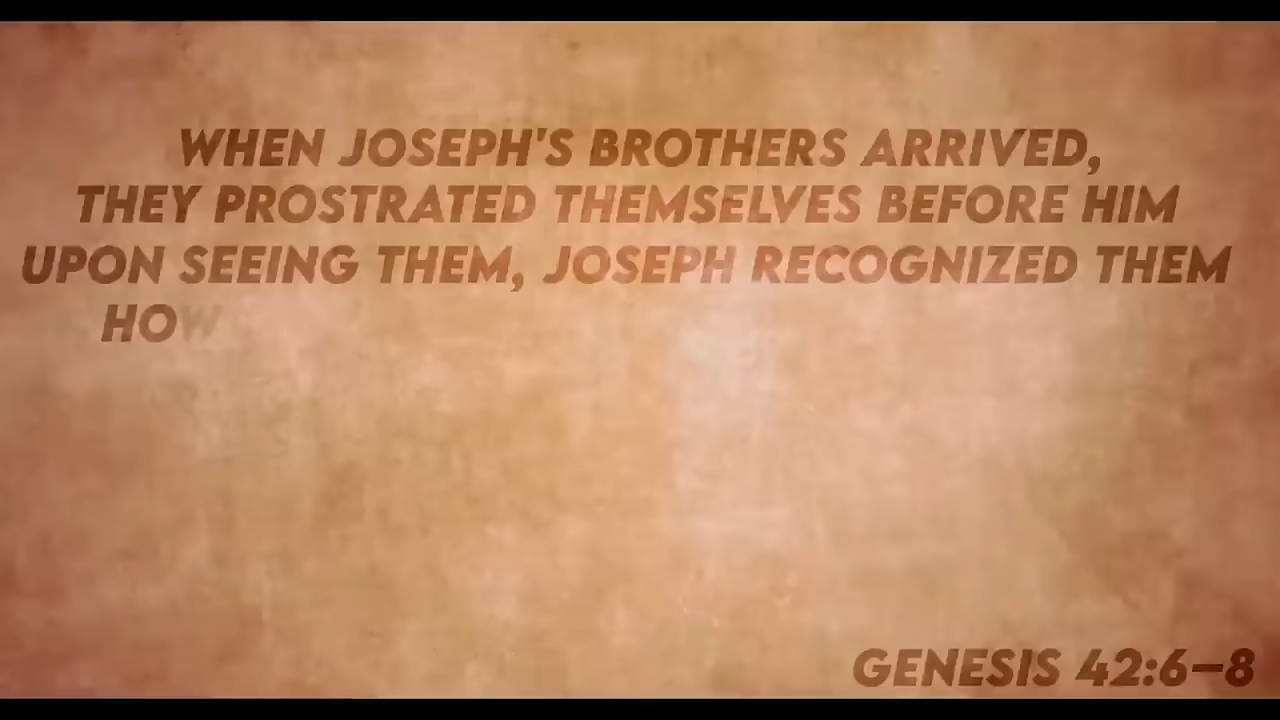 WHEN JOSEPH'S BROTHERS ARRIVED,
THEY PROSTRATED THEMSELVES BEFORE HIM
UPON SEEING THEM, JOSEPH RECOGNIZED THEM
HOW
GENESIS 42:6–8